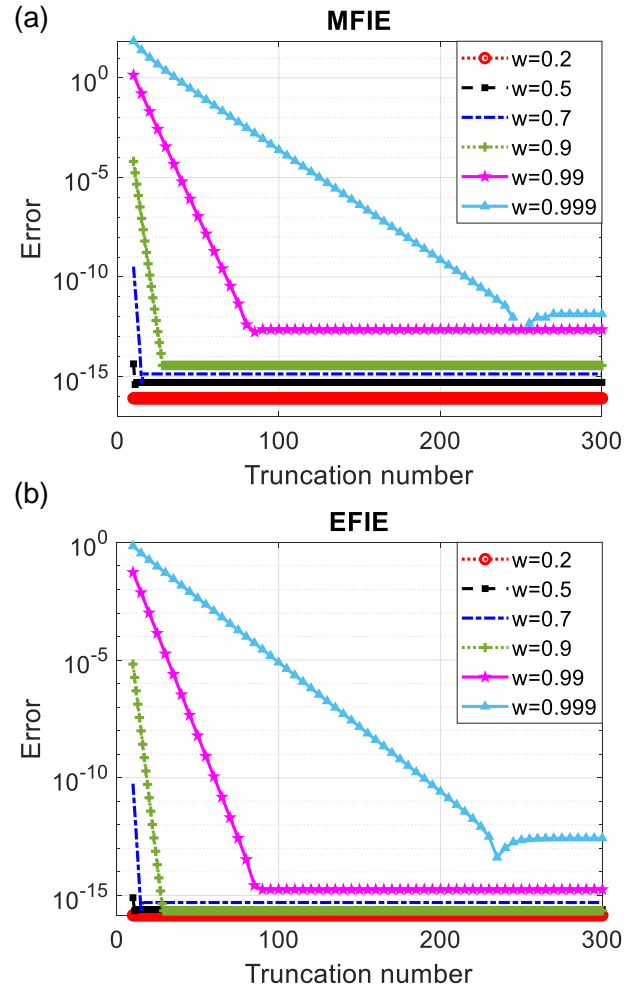 (a)
MFIE
w=0.2
w=0.5
w=0.7
w=0.9
w=0.99
w=0.999
10^0
10^-5
10^-10
10^-15
Error
0 100 200 300
Truncation number
(b)
EFIE
w=0.2
w=0.5
w=0.7
w=0.9
w=0.99
w=0.999
10^0
10^-5
10^-10
10^-15
Error
0 100 200 300
Truncation number